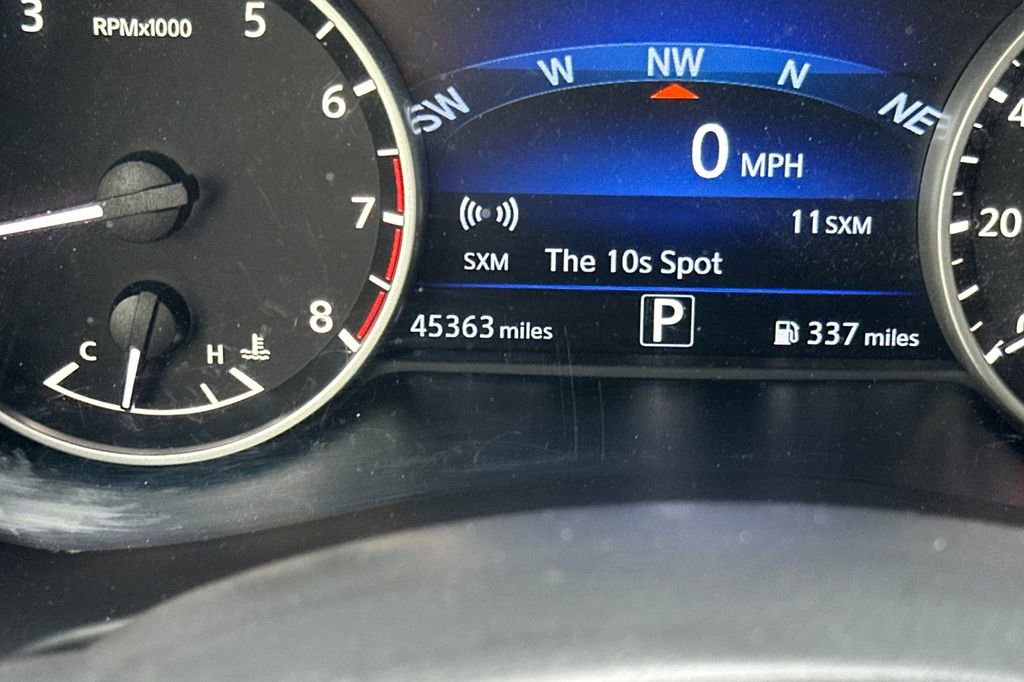 3
RPMx1000
5
6
7
8
C
H
SW
W
NW
N
NE
0 MPH
11 SXM
SXM
The 10s Spot
45363 miles
P
337 miles
20